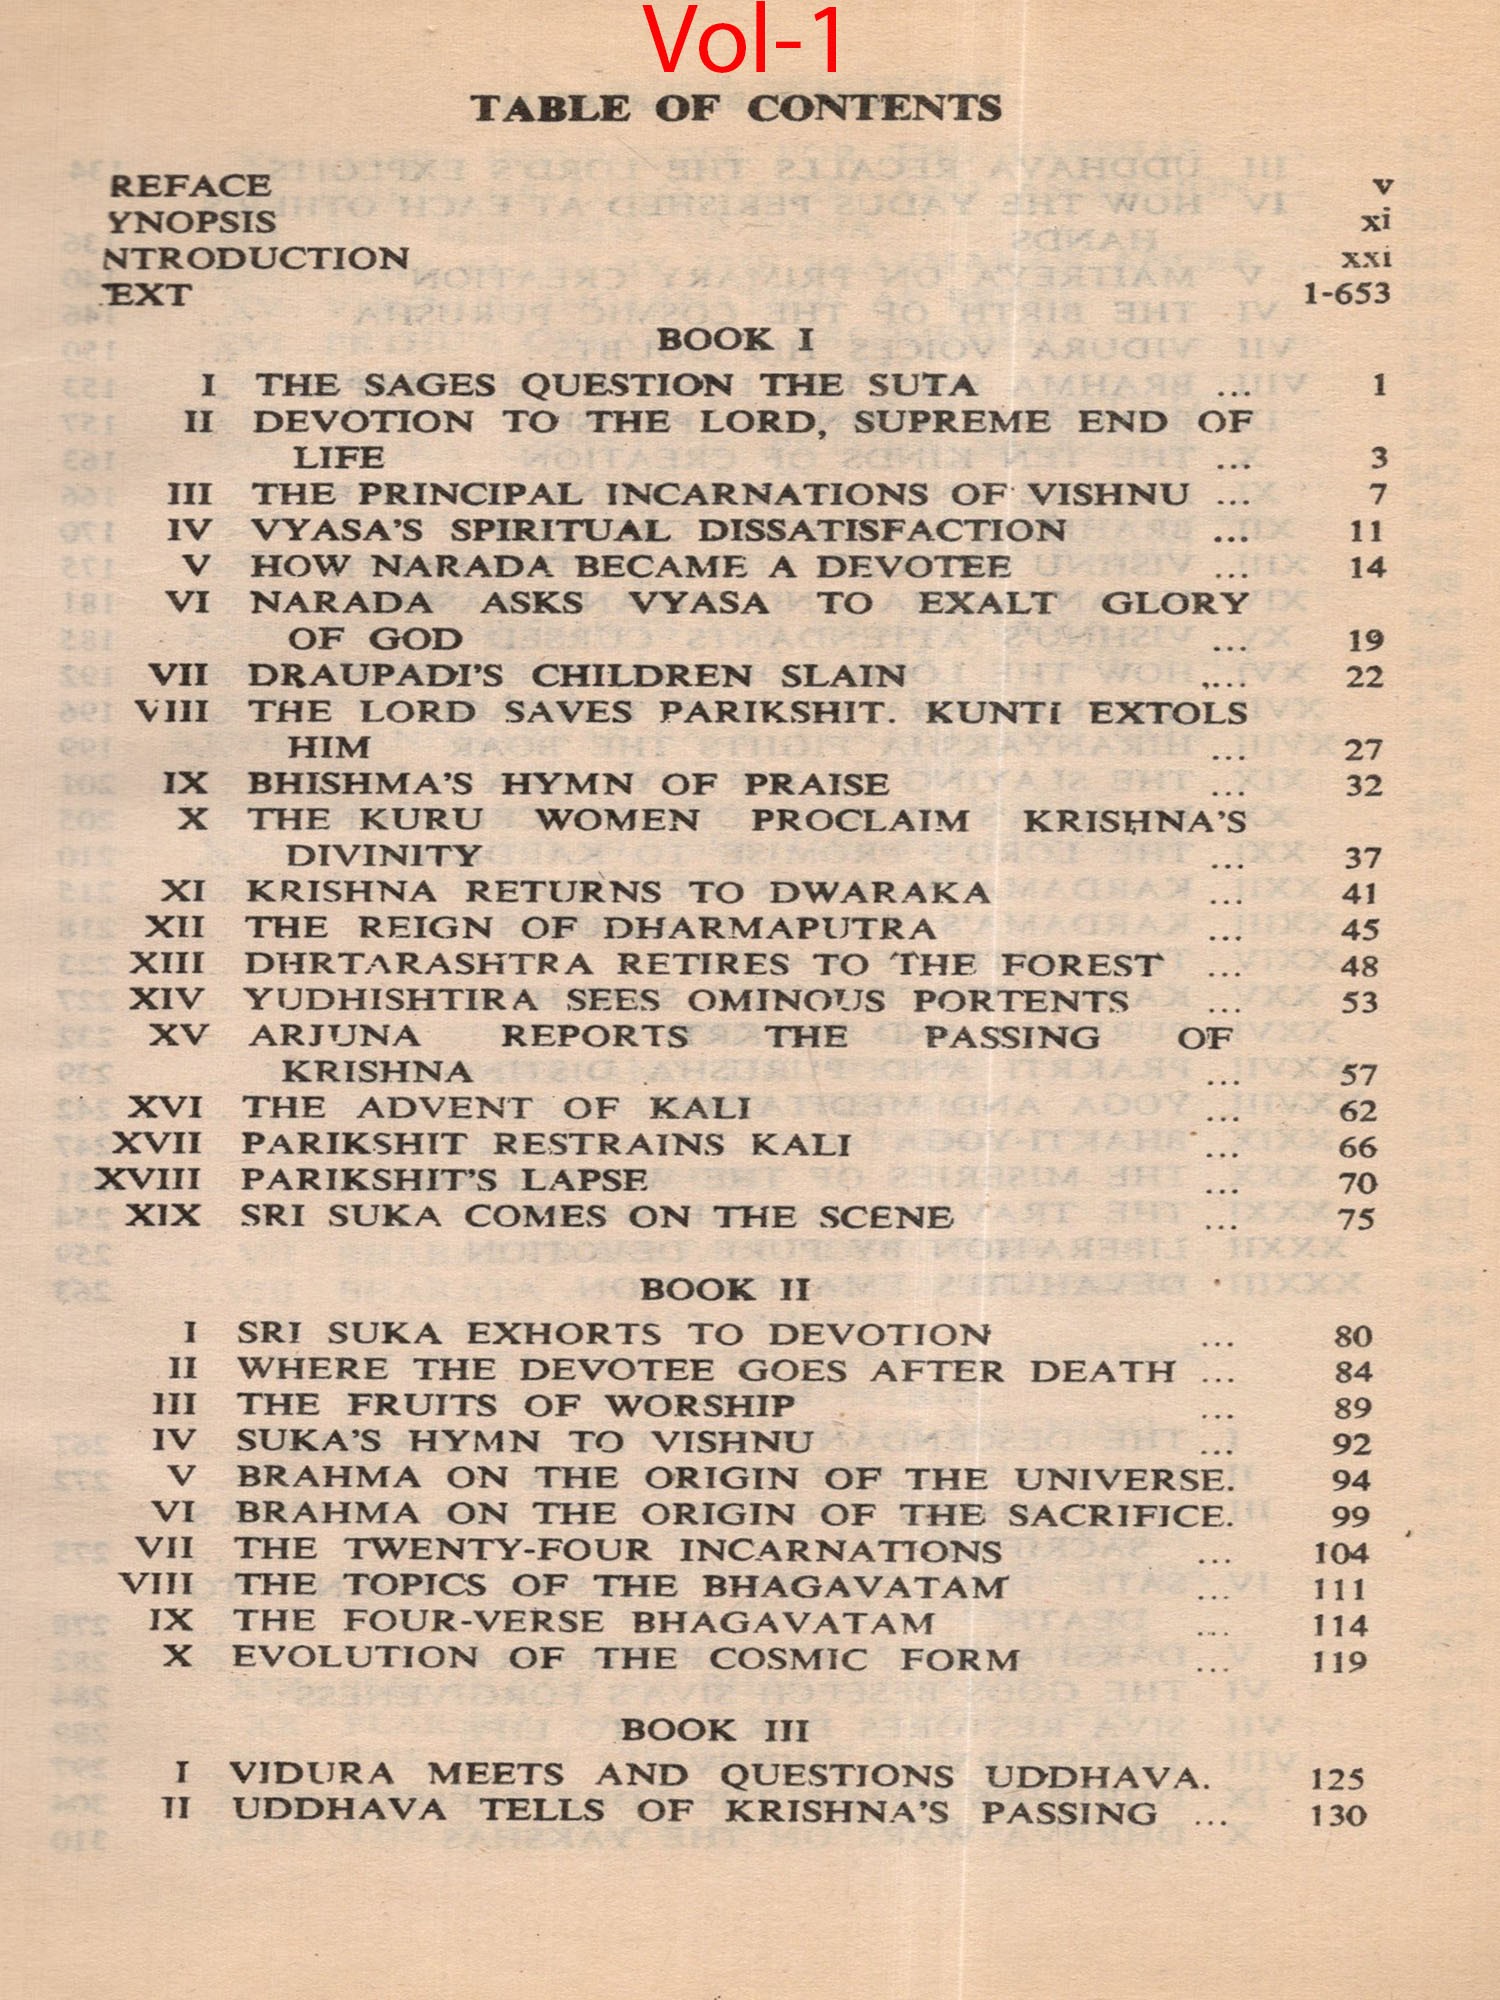 Vol-1
TABLE OF CONTENTS
REFACE v
YNOPSIS xi
NTRODUCTION xxi
EXT 1-653
BOOK I
I THE SAGES QUESTION THE SUTA ... 1
II DEVOTION TO THE LORD, SUPREME END OF
LIFE ... 3
III THE PRINCIPAL INCARNATIONS OF VISHNU ... 7
IV VYASA'S SPIRITUAL DISSATISFACTION ... 11
V HOW NARADA BECAME A DEVOTEE ... 14
VI NARADA ASKS VYASA TO EXALT GLORY
OF GOD ... 19
VII DRAUPADI'S CHILDREN SLAIN ,... 22
VIII THE LORD SAVES PARIKSHIT. KUNTI EXTOLS
HIM ... 27
IX BHISHMA'S HYMN OF PRAISE ... 32
X THE KURU WOMEN PROCLAIM KRISHNA'S
DIVINITY ... 37
XI KRISHNA RETURNS TO DWARAKA ... 41
XII THE REIGN OF DHARMAPUTRA ... 45
XIII DHRTARASHTRA RETIRES TO THE FOREST ... 48
XIV YUDHISHTIRA SEES OMINOUS PORTENTS ... 53
XV ARJUNA REPORTS THE PASSING OF
KRISHNA ... 57
XVI THE ADVENT OF KALI ... 62
XVII PARIKSHIT RESTRAINS KALI ... 66
XVIII PARIKSHIT'S LAPSE ... 70
XIX SRI SUKA COMES ON THE SCENE ... 75
BOOK II
I SRI SUKA EXHORTS TO DEVOTION ... 80
II WHERE THE DEVOTEE GOES AFTER DEATH ... 84
III THE FRUITS OF WORSHIP ... 89
IV SUKA'S HYMN TO VISHNU ... 92
V BRAHMA ON THE ORIGIN OF THE UNIVERSE. 94
VI BRAHMA ON THE ORIGIN OF THE SACRIFICE. 99
VII THE TWENTY-FOUR INCARNATIONS ... 104
VIII THE TOPICS OF THE BHAGAVATAM ... 111
IX THE FOUR-VERSE BHAGAVATAM ... 114
X EVOLUTION OF THE COSMIC FORM ... 119
BOOK III
I VIDURA MEETS AND QUESTIONS UDDHAVA. 125
II UDDHAVA TELLS OF KRISHNA'S PASSING ... 130